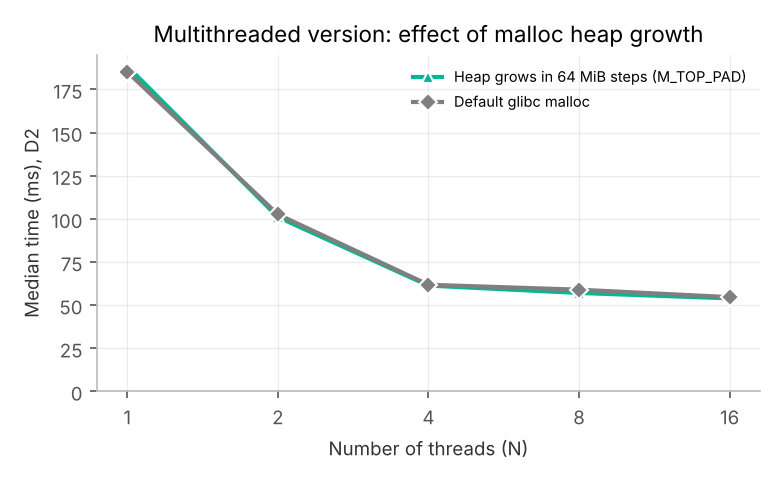 Multithreaded version: effect of malloc heap growth
Heap grows in 64 MiB steps (M_TOP_PAD)
Default glibc malloc
Median time (ms), D2
175
150
125
100
75
50
25
0
1 2 4 8 16
Number of threads (N)